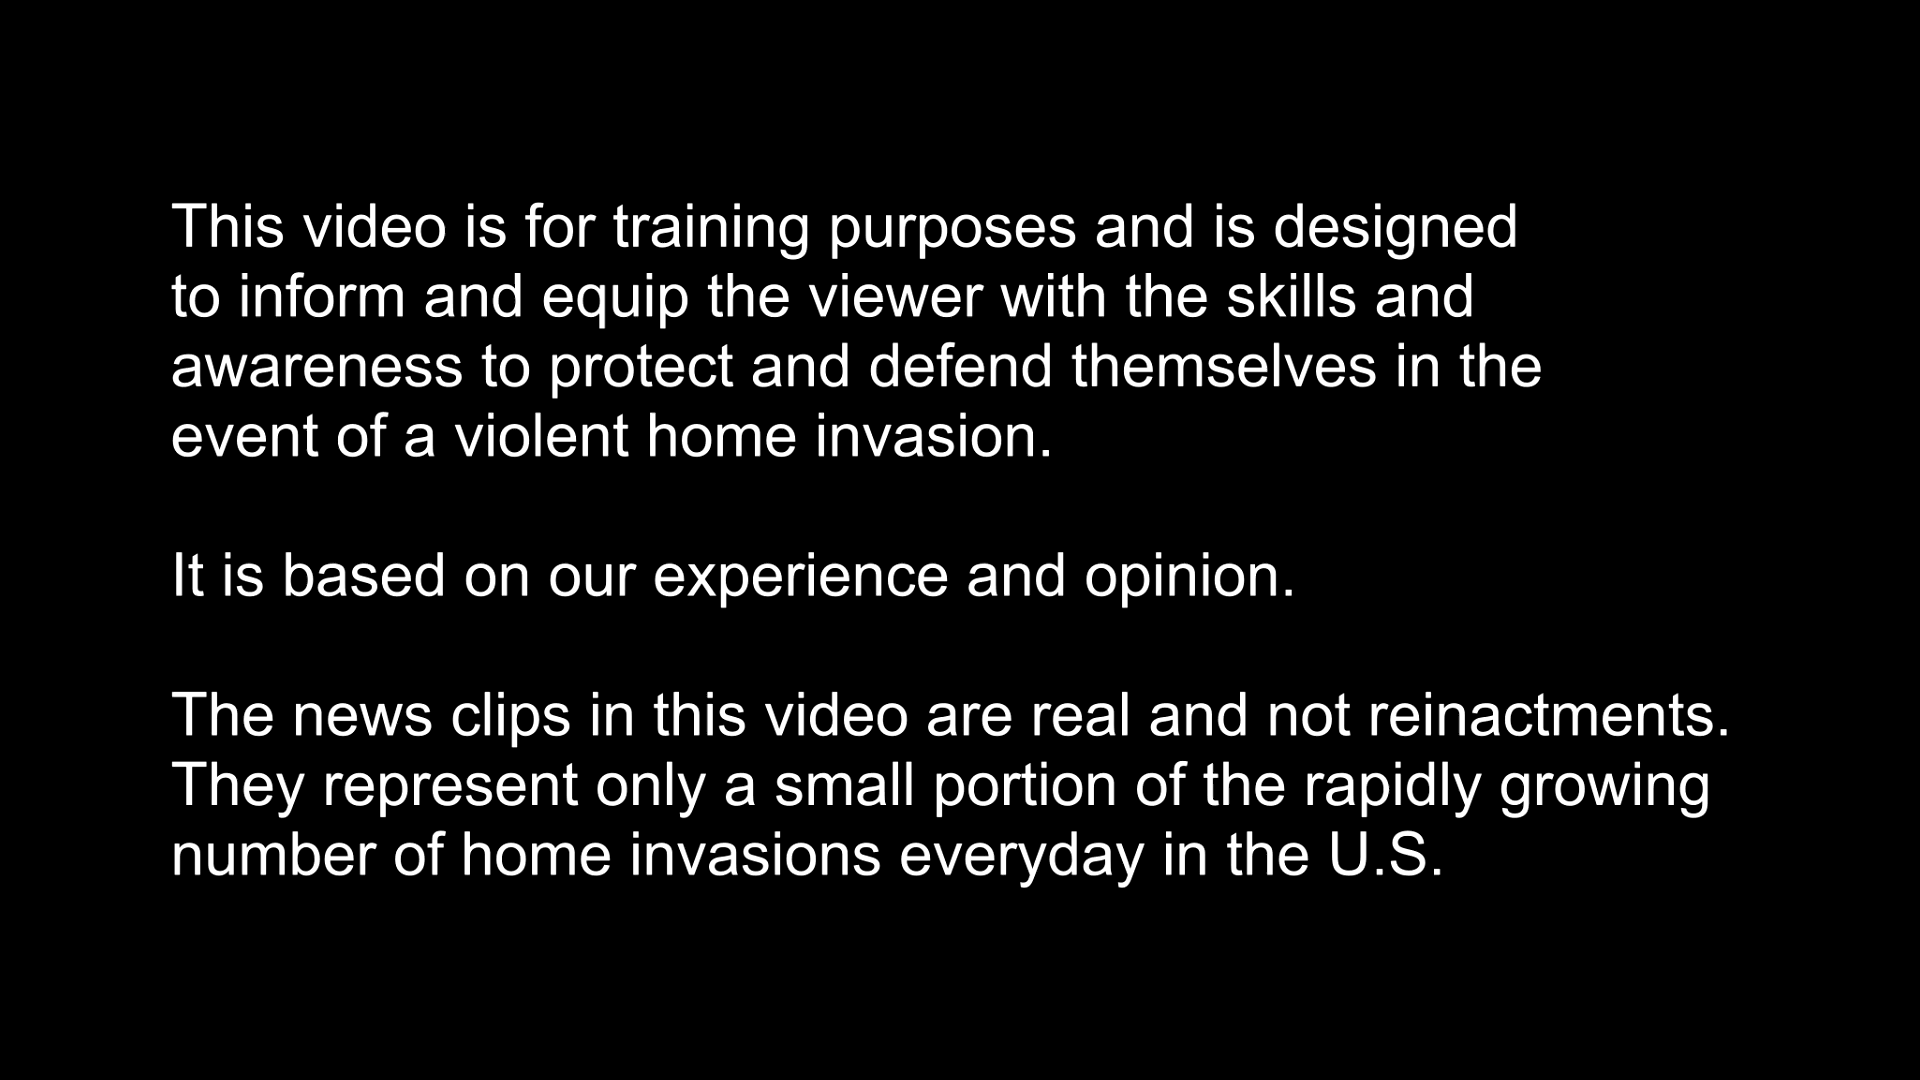 This video is for training purposes and is designed
to inform and equip the viewer with the skills and
awareness to protect and defend themselves in the
event of a violent home invasion.
It is based on our experience and opinion.
The news clips in this video are real and not reinactments.
They represent only a small portion of the rapidly growing
number of home invasions everyday in the U.S.